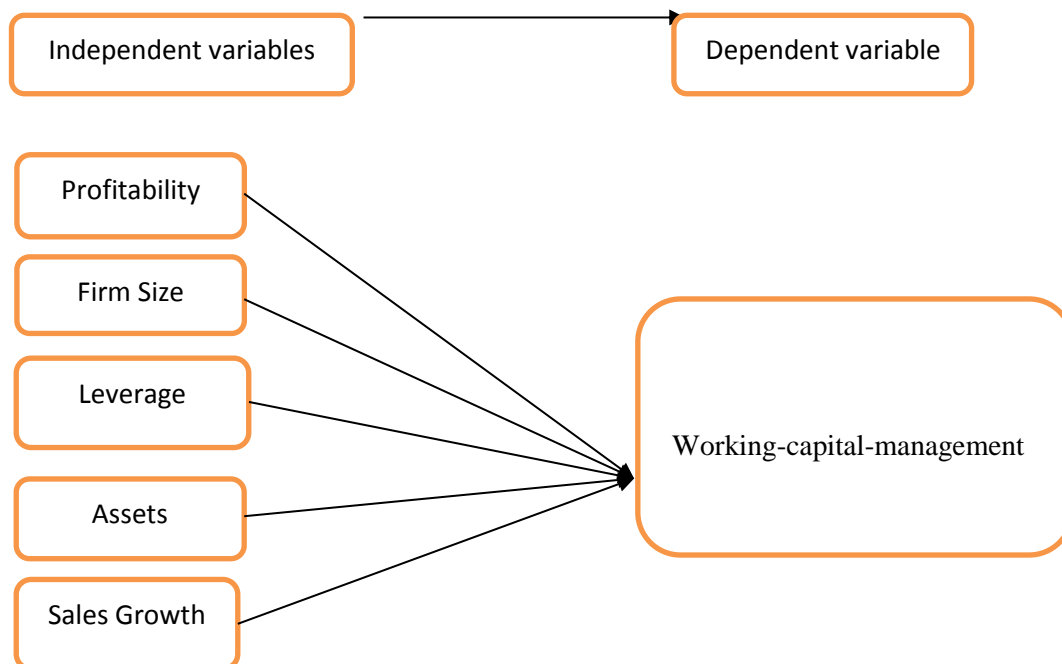 Independent variables
Dependent variable
Profitability
Firm Size
Leverage
Working-capital-management
Assets
Sales Growth